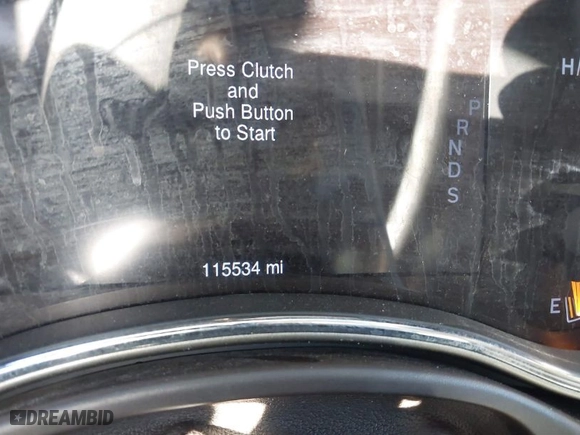 Press Clutch
and
Push Button
to Start
P
R
N
D
S
115534 mi
H/
E
DREAMBID